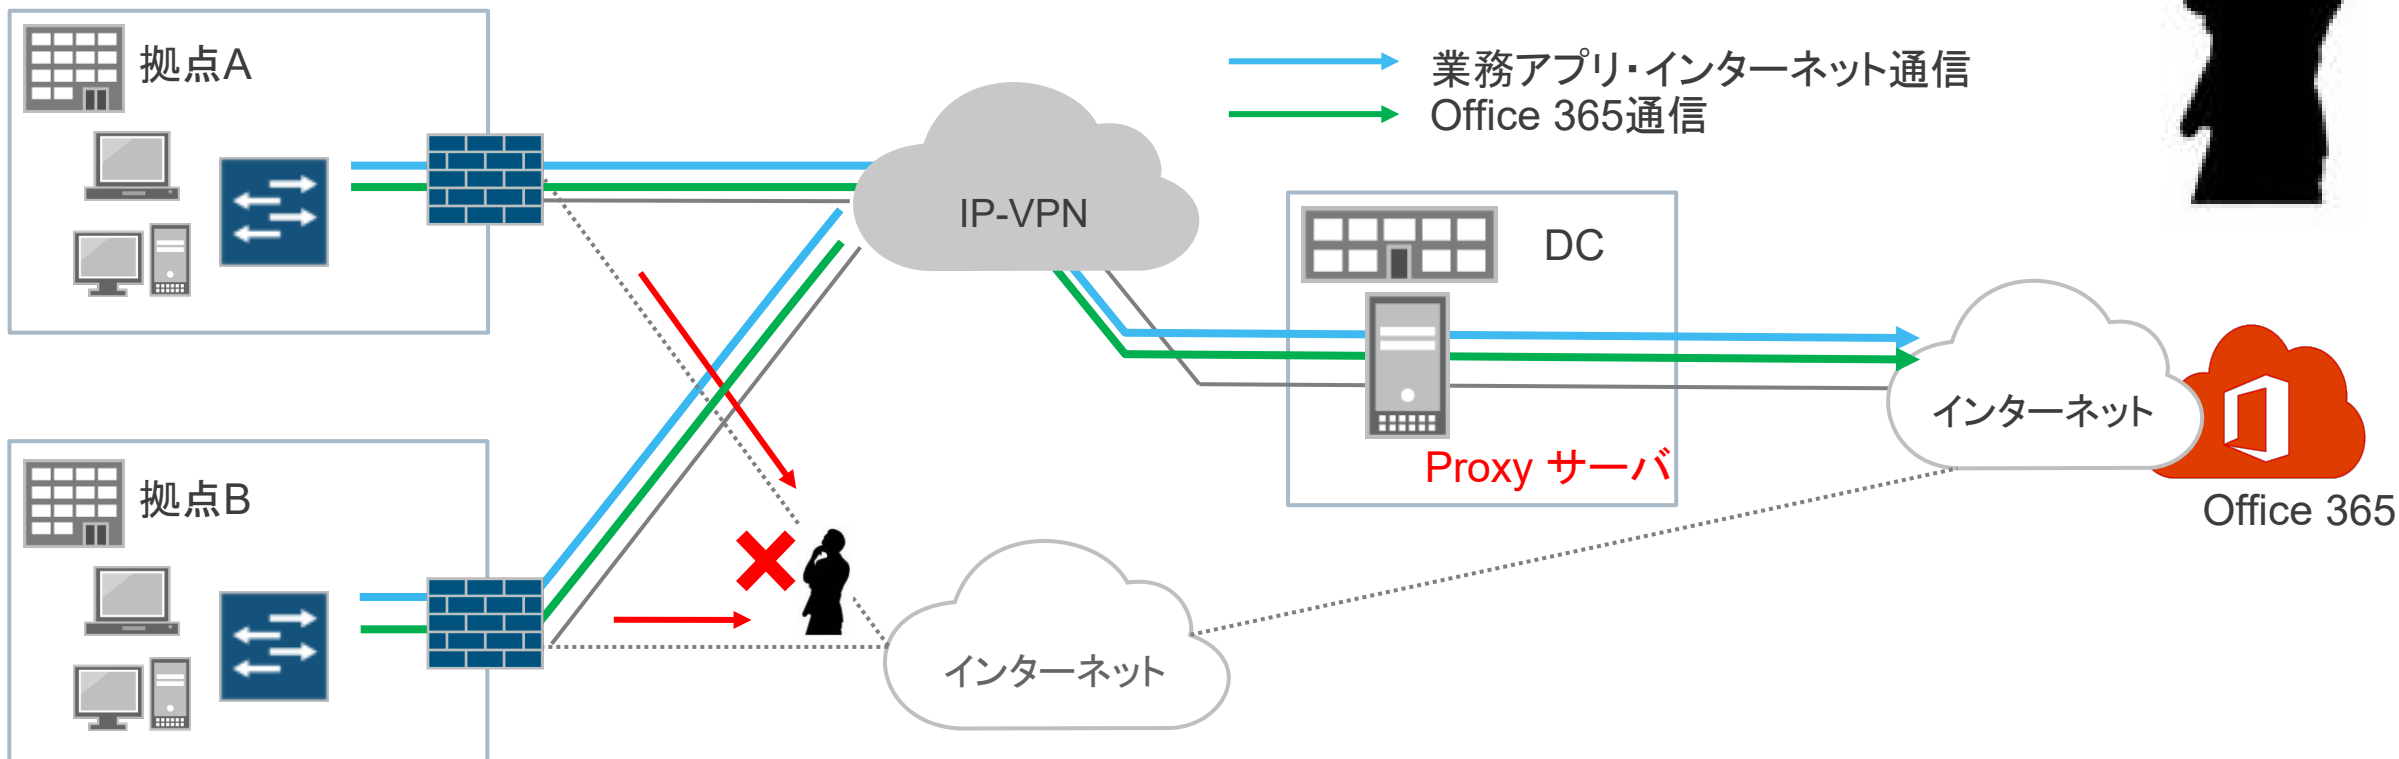 拠点A
業務アプリ・インターネット通信
Office 365通信
IP-VPN
DC
インターネット
Proxy サーバ
Office 365
拠点B
インターネット